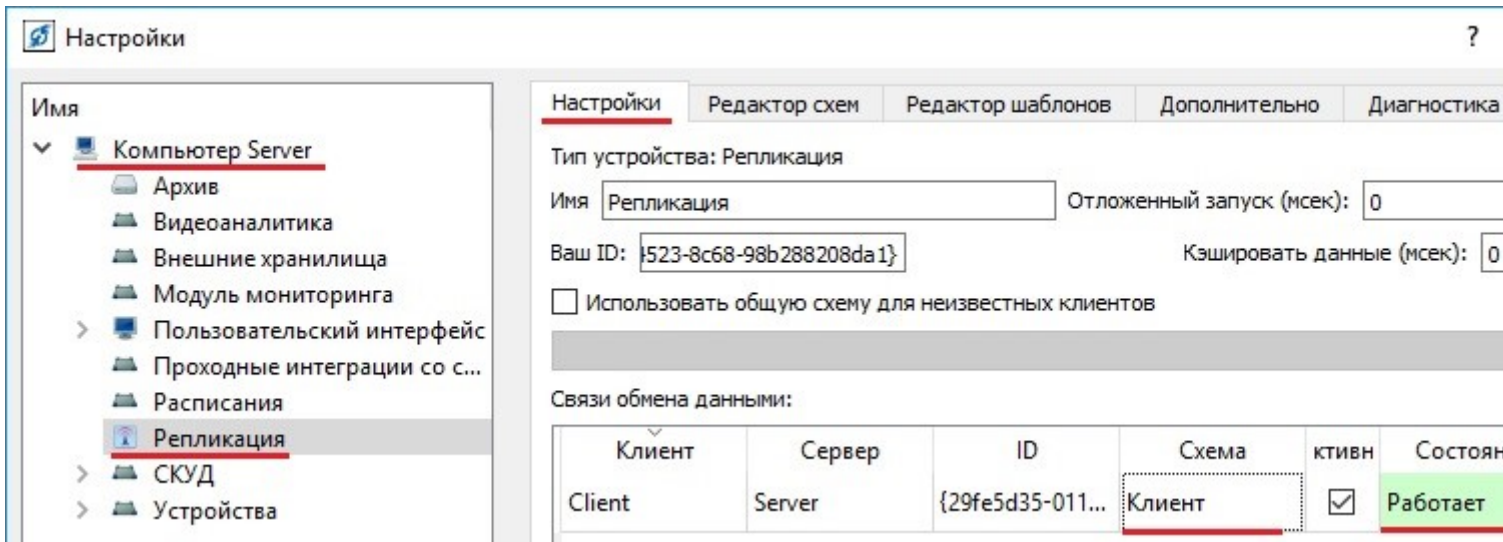 Настройки ?
Имя
Компьютер Server
Архив
Видеоаналитика
Внешние хранилища
Модуль мониторинга
Пользовательский интерфейс
Проходные интеграции со с...
Расписания
Репликация
СКУД
Устройства
Настройки Редактор схем Редактор шаблонов Дополнительно Диагностика
Тип устройства: Репликация
Имя Репликация Отложенный запуск (мсек): 0
Ваш ID: 4523-8c68-98b288208da1} Кэшировать данные (мсек): 0
Использовать общую схему для неизвестных клиентов
Связи обмена данными:
Клиент Сервер ID Схема ктивн Состоян
Client Server {29fe5d35-011... Клиент Работает